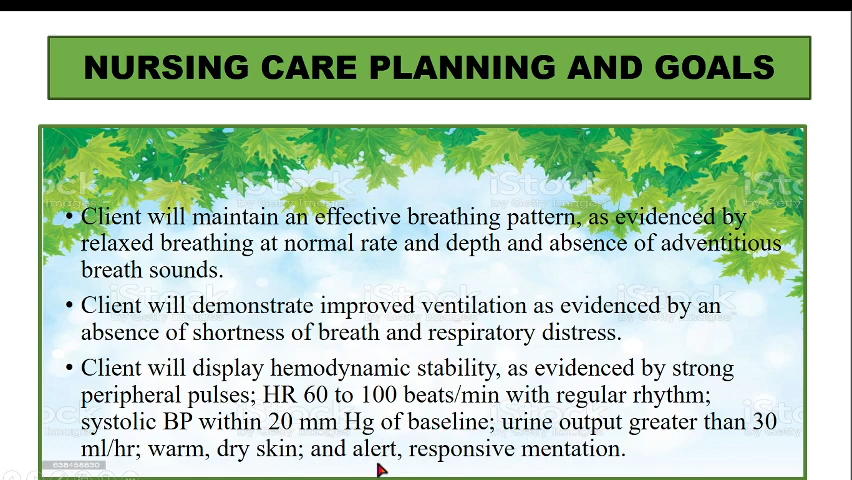 NURSING CARE PLANNING AND GOALS
• Client will maintain an effective breathing pattern, as evidenced by
relaxed breathing at normal rate and depth and absence of adventitious
breath sounds.
• Client will demonstrate improved ventilation as evidenced by an
absence of shortness of breath and respiratory distress.
• Client will display hemodynamic stability, as evidenced by strong
peripheral pulses; HR 60 to 100 beats/min with regular rhythm;
systolic BP within 20 mm Hg of baseline; urine output greater than 30
ml/hr; warm, dry skin; and alert, responsive mentation.
iStock